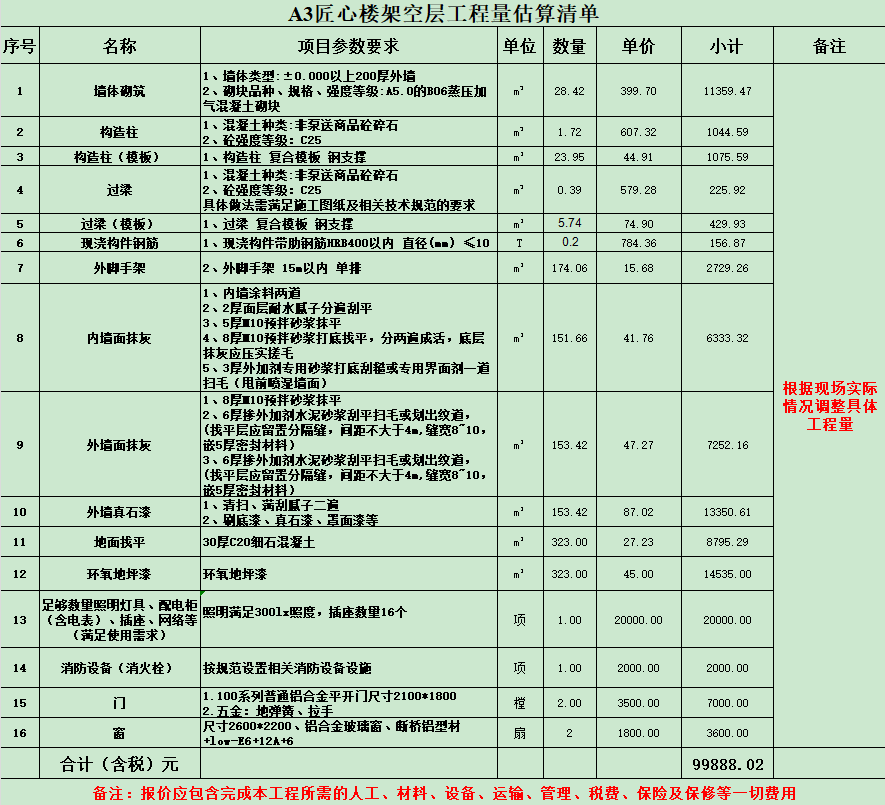 A3匠心楼架空层工程量估算清单
序号 名称 项目参数要求 单位 数量 单价 小计 备注
1 墙体砌筑 1、墙体类型:±0.000以上200厚外墙
2、砌块品种、规格、强度等级:A5.0的B06蒸压加
气混凝土砌块 m³ 28.42 399.70 11359.47
2 构造柱 1、混凝土种类:非泵送商品砼碎石
2、砼强度等级：C25 m³ 1.72 607.32 1044.59
3 构造柱（模板） 1、构造柱 复合模板 钢支撑 m³ 23.95 44.91 1075.59
4 过梁 1、混凝土种类:非泵送商品砼碎石
2、砼强度等级：C25
具体做法需满足施工图纸及相关技术规范的要求 m³ 0.39 579.28 225.92
5 过梁（模板） 1、过梁 复合模板 钢支撑 m³ 5.74 74.90 429.93
6 现浇构件钢筋 1、现浇构件带肋钢筋HRB400以内 直径(mm) ≤10 T 0.2 784.36 156.87
7 外脚手架 2、外脚手架 15m以内 单排 m³ 174.06 15.68 2729.26
8 内墙面抹灰 1、内墙涂料两道
2、2厚面层耐水腻子分遍刮平
3、5厚M10预拌砂浆抹平
4、8厚M10预拌砂浆打底找平，分两遍成活，底层
抹灰应压实搓毛
5、3厚外加剂专用砂浆打底刮糙或专用界面剂一道
扫毛（甩前喷湿墙面） m³ 151.66 41.76 6333.32
9 外墙面抹灰 1、8厚M10预拌砂浆抹平
2、6厚掺外加剂水泥砂浆刮平扫毛或划出纹道，
(找平层应留置分隔缝，间距不大于4m,缝宽8~10，
嵌5厚密封材料）
3、6厚掺外加剂水泥砂浆刮平扫毛或划出纹道，
(找平层应留置分隔缝，间距不大于4m,缝宽8~10，
嵌5厚密封材料） m³ 153.42 47.27 7252.16
根据现场实际
情况调整具体
工程量
10 外墙真石漆 1、清扫、满刮腻子二遍
2、刷底漆、真石漆、罩面漆等 m³ 153.42 87.02 13350.61
11 地面找平 30厚C20细石混凝土 m³ 323.00 27.23 8795.29
12 环氧地坪漆 环氧地坪漆 m³ 323.00 45.00 14535.00
13 足够数量照明灯具、配电柜
（含电表）、插座、网络等
（满足使用需求） 照明满足300lx照度，插座数量16个 项 1.00 20000.00 20000.00
14 消防设备（消火栓） 按规范设置相关消防设备设施 项 1.00 2000.00 2000.00
15 门 1.100系列普通铝合金平开门尺寸2100*1800
2.五金：地弹簧、拉手 樘 2.00 3500.00 7000.00
16 窗 尺寸2600*2200、铝合金玻璃窗、断桥铝型材
+low-E6+12A+6 扇 2 1800.00 3600.00
合计（含税）元 99888.02
备注：报价应包含完成本工程所需的人工、材料、设备、运输、管理、税费、保险及保修等一切费用